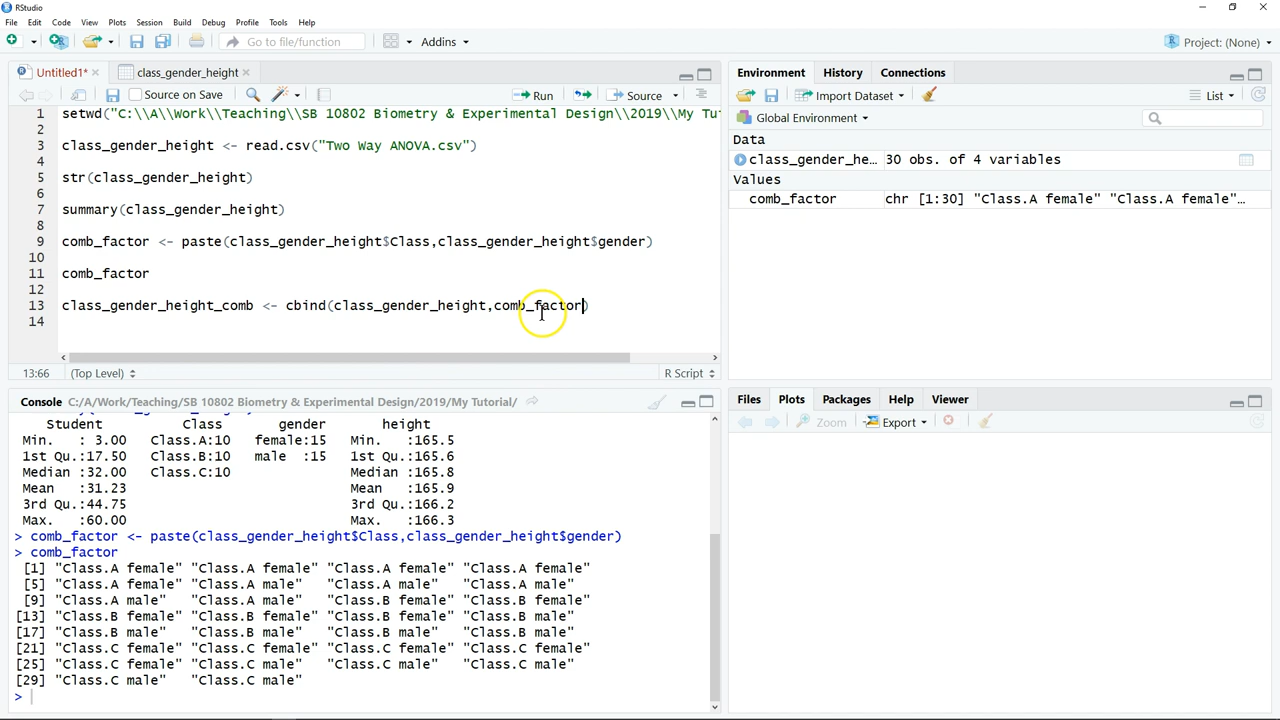 RStudio
File Edit Code View Plots Session Build Debug Profile Tools Help
Go to file/function Addins Project: (None)
Untitled1* class_gender_height
Source on Save Run Source
1 setwd("C:\\A\\Work\\Teaching\\SB 10802 Biometry & Experimental Design\\2019\\My Tu
2
3 class_gender_height <- read.csv("Two Way ANOVA.csv")
4
5 str(class_gender_height)
6
7 summary(class_gender_height)
8
9 comb_factor <- paste(class_gender_height$Class,class_gender_height$gender)
10
11 comb_factor
12
13 class_gender_height_comb <- cbind(class_gender_height,comb_factor)
14
13:66 (Top Level) R Script
Console C:/A/Work/Teaching/SB 10802 Biometry & Experimental Design/2019/My Tutorial/
Student Class gender height
Min. : 3.00 Class.A:10 female:15 Min. :165.5
1st Qu.:17.50 Class.B:10 male :15 1st Qu.:165.6
Median :32.00 Class.C:10 Median :165.8
Mean :31.23 Mean :165.9
3rd Qu.:44.75 3rd Qu.:166.2
Max. :60.00 Max. :166.3
> comb_factor <- paste(class_gender_height$Class,class_gender_height$gender)
> comb_factor
[1] "Class.A female" "Class.A female" "Class.A female" "Class.A female"
[5] "Class.A female" "Class.A male" "Class.A male" "Class.A male"
[9] "Class.A male" "Class.A male" "Class.B female" "Class.B female"
[13] "Class.B female" "Class.B female" "Class.B female" "Class.B male"
[17] "Class.B male" "Class.B male" "Class.B male" "Class.B male"
[21] "Class.C female" "Class.C female" "Class.C female" "Class.C female"
[25] "Class.C female" "Class.C male" "Class.C male" "Class.C male"
[29] "Class.C male" "Class.C male"
>
Environment History Connections
Import Dataset List
Global Environment
Data
class_gender_he… 30 obs. of 4 variables
Values
comb_factor chr [1:30] "Class.A female" "Class.A female"…
Files Plots Packages Help Viewer
Zoom Export